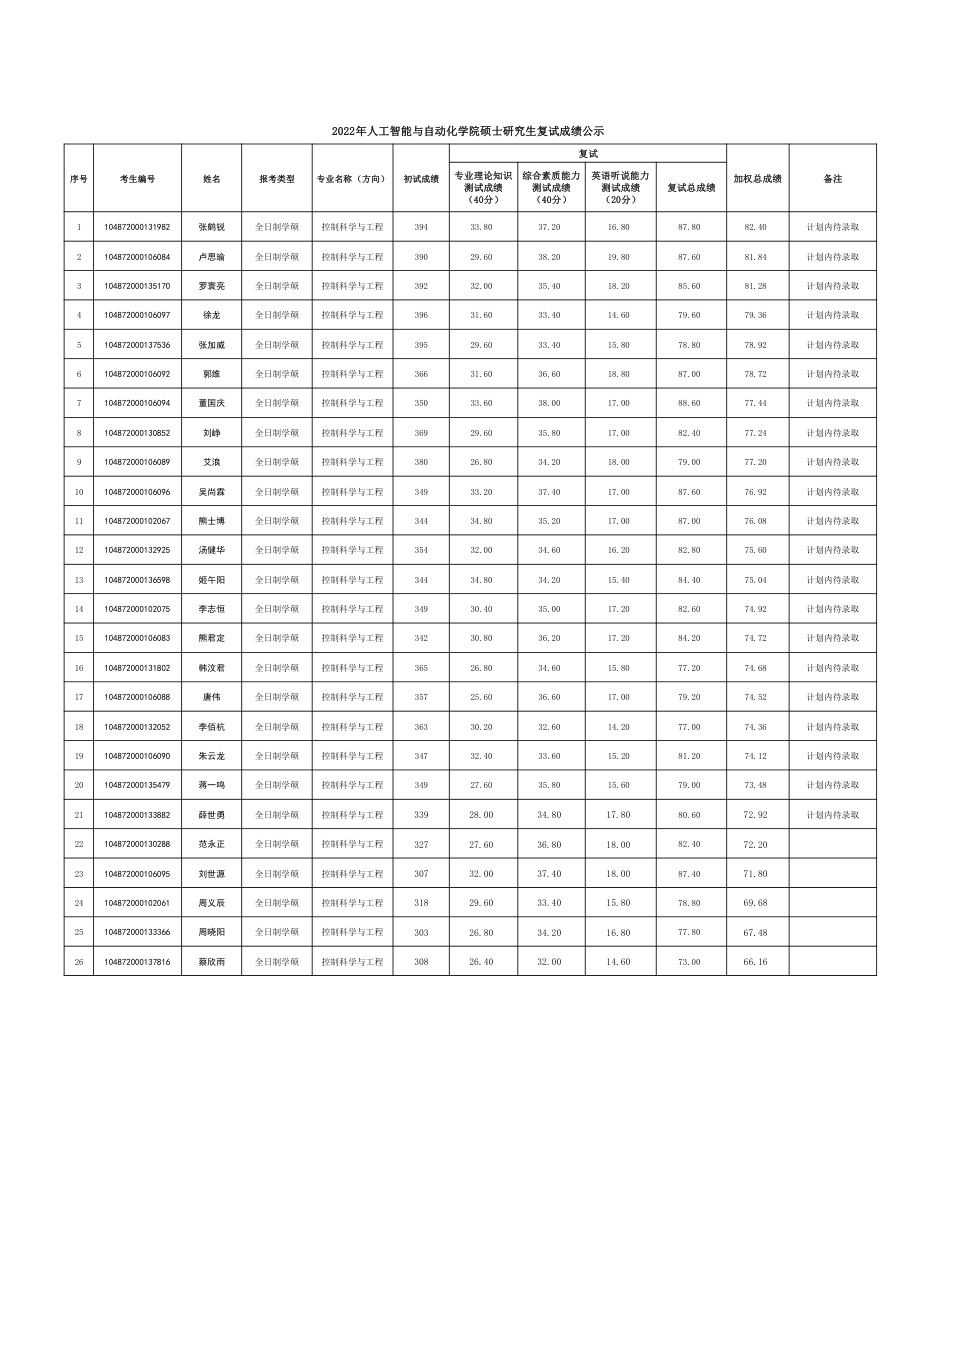 2022年人工智能与自动化学院硕士研究生复试成绩公示
序号 考生编号 姓名 报考类型 专业名称（方向） 初试成绩 复试 加权总成绩 备注
专业理论知识 综合素质能力 英语听说能力 复试总成绩
测试成绩 测试成绩 测试成绩
（40分） （40分） （20分）
1 104872000131982 张鹤锐 全日制学硕 控制科学与工程 394 33.80 37.20 16.80 87.80 82.40 计划内待录取
2 104872000106084 卢思瑜 全日制学硕 控制科学与工程 390 29.60 38.20 19.80 87.60 81.84 计划内待录取
3 104872000135170 罗寰亮 全日制学硕 控制科学与工程 392 32.00 35.40 18.20 85.60 81.28 计划内待录取
4 104872000106097 徐龙 全日制学硕 控制科学与工程 396 31.60 33.40 14.60 79.60 79.36 计划内待录取
5 104872000137536 张加威 全日制学硕 控制科学与工程 395 29.60 33.40 15.80 78.80 78.92 计划内待录取
6 104872000106092 郭维 全日制学硕 控制科学与工程 366 31.60 36.60 18.80 87.00 78.72 计划内待录取
7 104872000106094 董国庆 全日制学硕 控制科学与工程 350 33.60 38.00 17.00 88.60 77.44 计划内待录取
8 104872000130852 刘峥 全日制学硕 控制科学与工程 369 29.60 35.80 17.00 82.40 77.24 计划内待录取
9 104872000106089 艾浪 全日制学硕 控制科学与工程 380 26.80 34.20 18.00 79.00 77.20 计划内待录取
10 104872000106096 吴尚霖 全日制学硕 控制科学与工程 349 33.20 37.40 17.00 87.60 76.92 计划内待录取
11 104872000102067 熊士博 全日制学硕 控制科学与工程 344 34.80 35.20 17.00 87.00 76.08 计划内待录取
12 104872000132925 汤健华 全日制学硕 控制科学与工程 354 32.00 34.60 16.20 82.80 75.60 计划内待录取
13 104872000136598 姬午阳 全日制学硕 控制科学与工程 344 34.80 34.20 15.40 84.40 75.04 计划内待录取
14 104872000102075 李志恒 全日制学硕 控制科学与工程 349 30.40 35.00 17.20 82.60 74.92 计划内待录取
15 104872000106083 熊君定 全日制学硕 控制科学与工程 342 30.80 36.20 17.20 84.20 74.72 计划内待录取
16 104872000131802 韩汶君 全日制学硕 控制科学与工程 365 26.80 34.60 15.80 77.20 74.68 计划内待录取
17 104872000106088 唐伟 全日制学硕 控制科学与工程 357 25.60 36.60 17.00 79.20 74.52 计划内待录取
18 104872000132052 李佰杭 全日制学硕 控制科学与工程 363 30.20 32.60 14.20 77.00 74.36 计划内待录取
19 104872000106090 朱云龙 全日制学硕 控制科学与工程 347 32.40 33.60 15.20 81.20 74.12 计划内待录取
20 104872000135479 蒋一鸣 全日制学硕 控制科学与工程 349 27.60 35.80 15.60 79.00 73.48 计划内待录取
21 104872000133882 薛世勇 全日制学硕 控制科学与工程 339 28.00 34.80 17.80 80.60 72.92 计划内待录取
22 104872000130288 范永正 全日制学硕 控制科学与工程 327 27.60 36.80 18.00 82.40 72.20
23 104872000106095 刘世源 全日制学硕 控制科学与工程 307 32.00 37.40 18.00 87.40 71.80
24 104872000102061 周义辰 全日制学硕 控制科学与工程 318 29.60 33.40 15.80 78.80 69.68
25 104872000133366 周晓阳 全日制学硕 控制科学与工程 303 26.80 34.20 16.80 77.80 67.48
26 104872000137816 蔡欣雨 全日制学硕 控制科学与工程 308 26.40 32.00 14.60 73.00 66.16